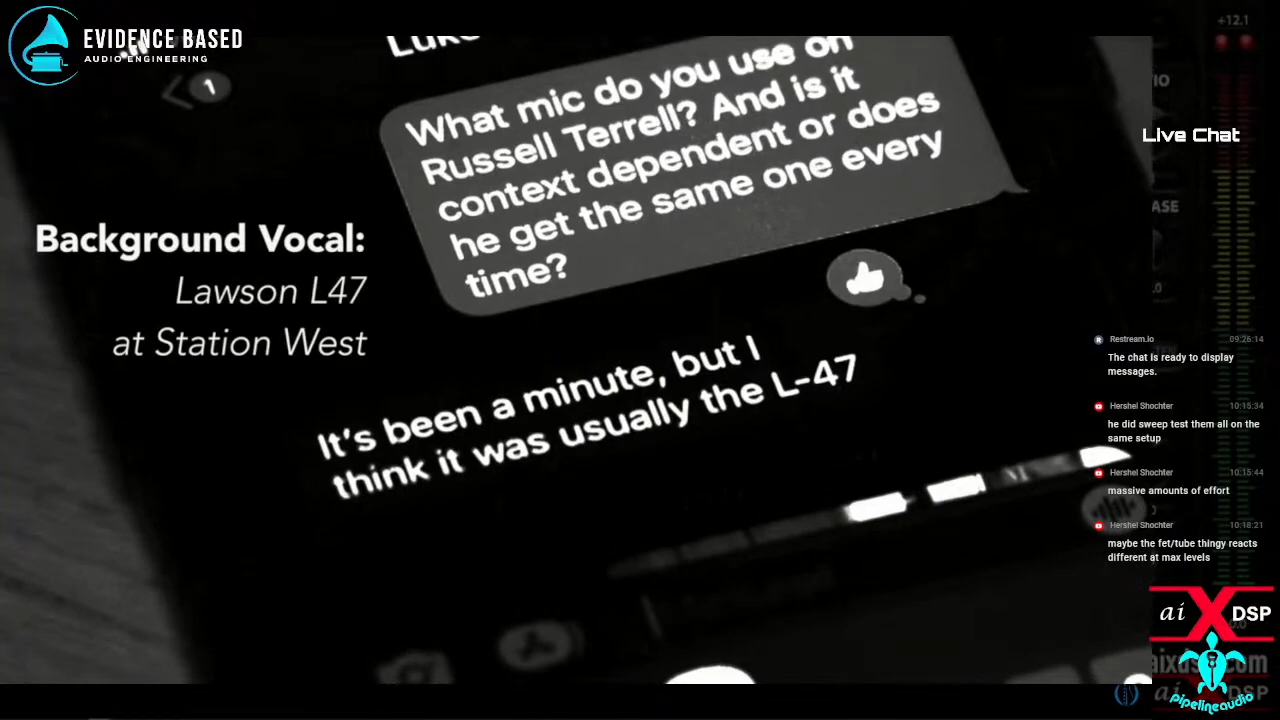 EVIDENCE BASED
AUDIO ENGINEERING
1
Luke
What mic do you use on
Russell Terrell? And is it
context dependent or does
he get the same one every
time?
Background Vocal:
Lawson L47
at Station West
It's been a minute, but I
think it was usually the L-47
+12.1
Live Chat
Restream.io 09:26:14
The chat is ready to display
messages.
Hershel Shochter 10:15:34
he did sweep test them all on the
same setup
Hershel Shochter 10:15:44
massive amounts of effort
Hershel Shochter 10:18:21
maybe the fet/tube thingy reacts
different at max levels
ai X DSP
pipelineaudio